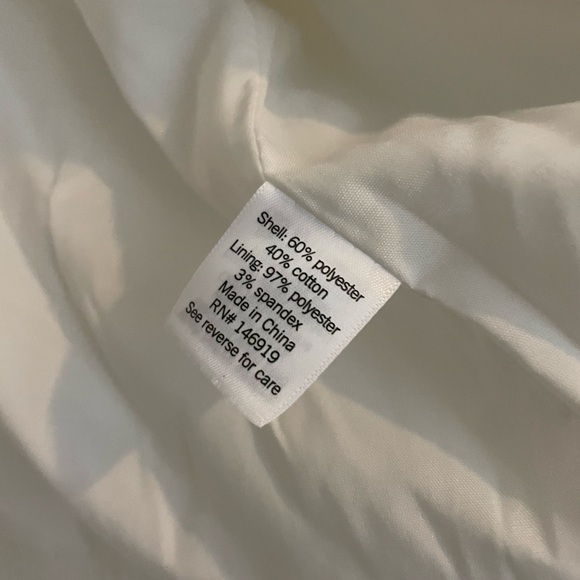 Shell: 60% polyester
40% cotton
Lining: 97% polyester
3% spandex
Made in China
RN# 146919
See reverse for care